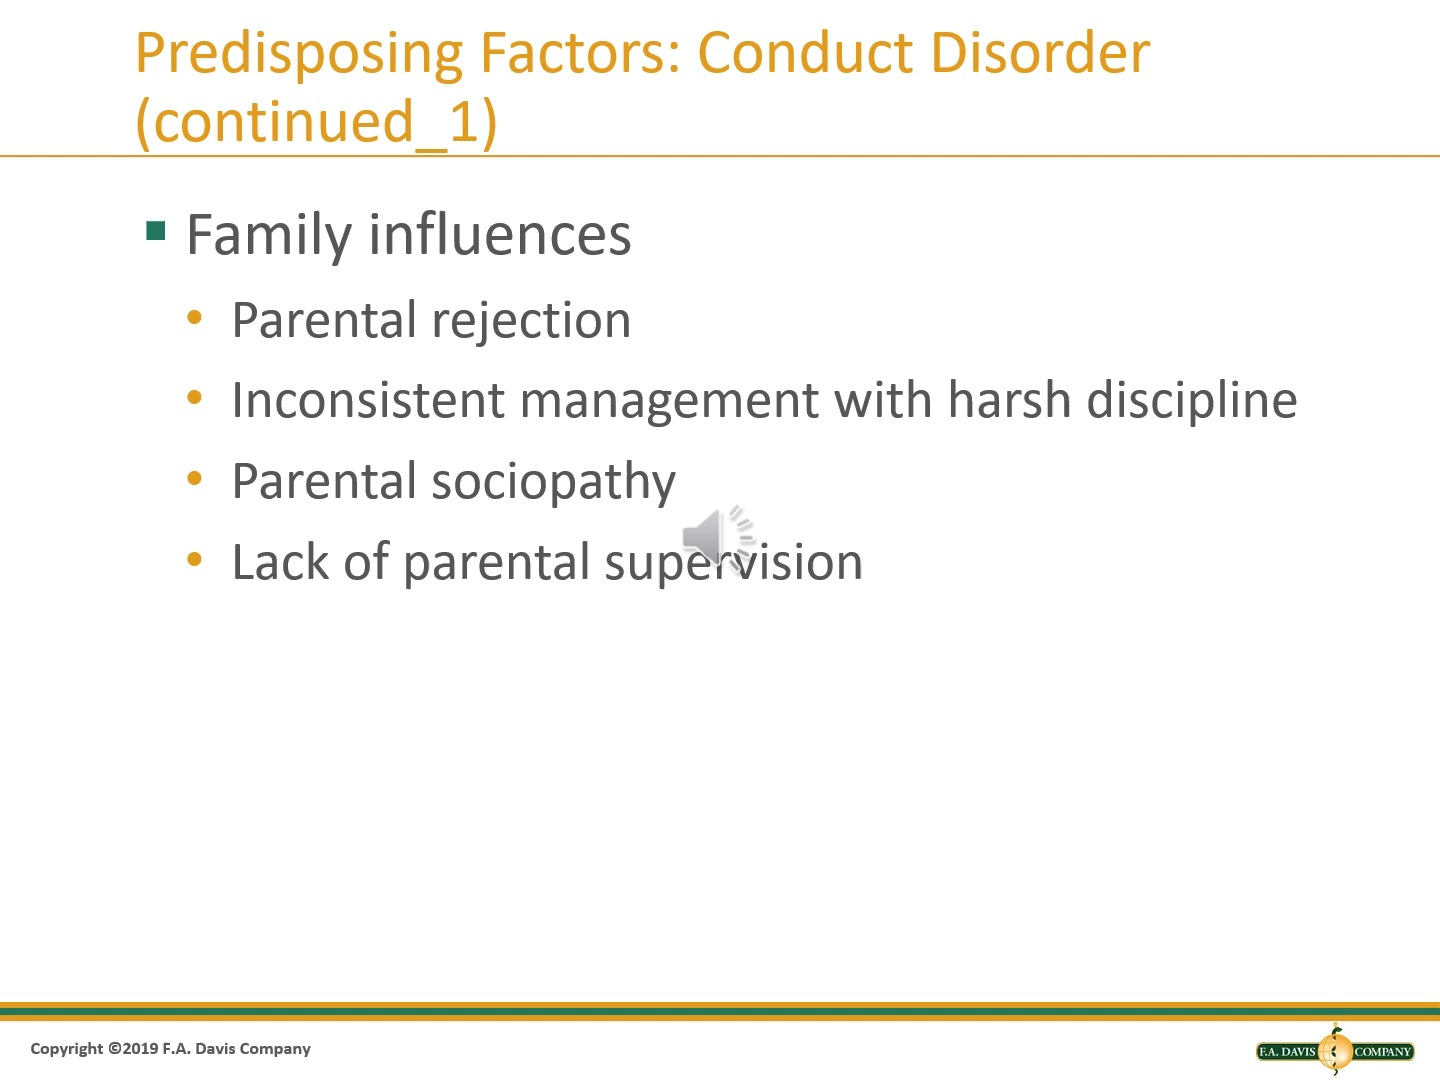 Predisposing Factors: Conduct Disorder
(continued_1)
Family influences
Parental rejection
Inconsistent management with harsh discipline
Parental sociopathy
Lack of parental supervision
Copyright ©2019 F.A. Davis Company
F.A. DAVIS COMPANY